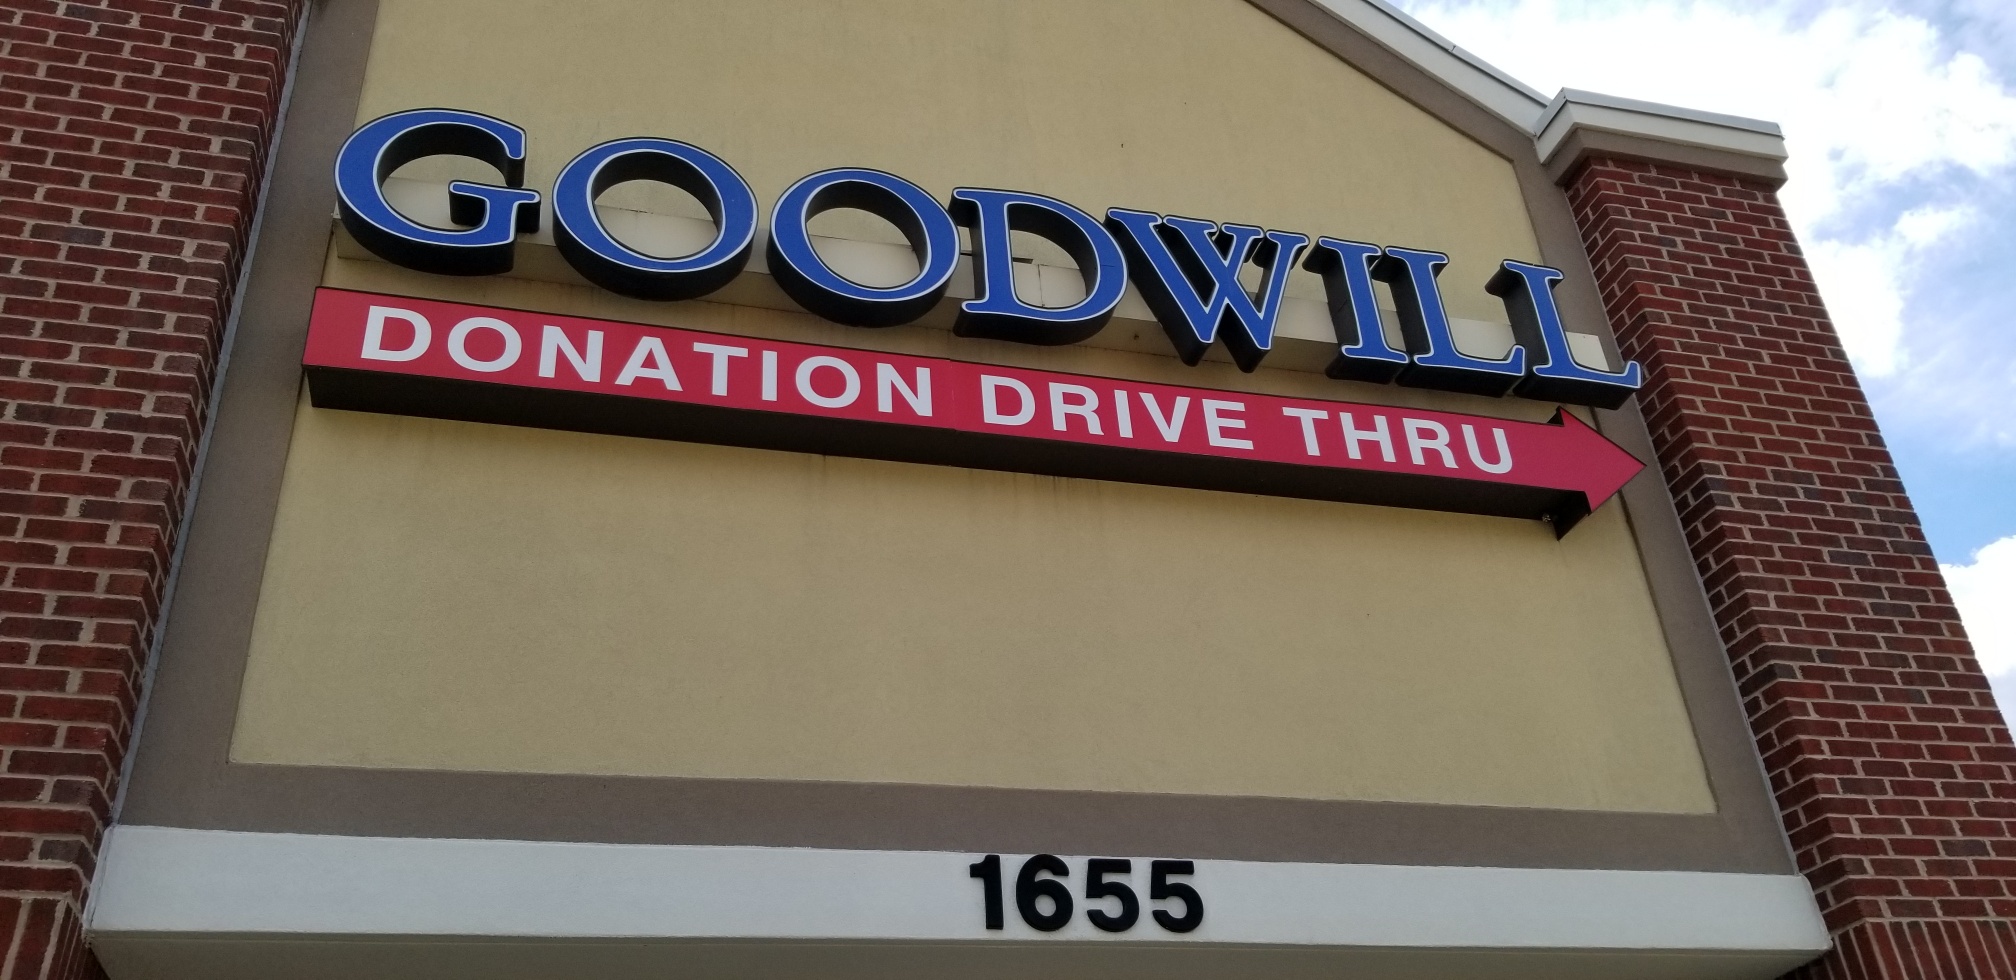 GOODWILL
DONATION DRIVE THRU
1655